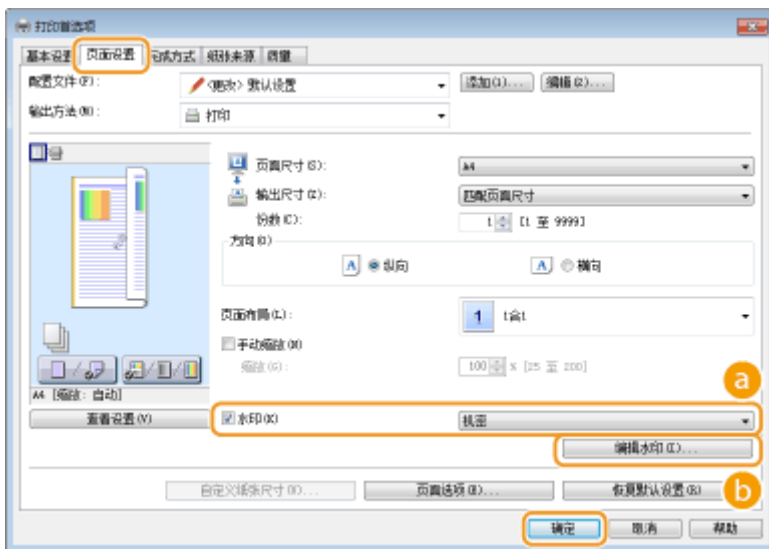 打印首选项
基本设置 页面设置 完成方式 纸张来源 质量
配置文件(F): <更改> 默认设置 添加(1)... 编辑(2)...
输出方法(M): 打印
页面尺寸(S): A4
输出尺寸(Z): 匹配页面尺寸
份数(C): 1 [1 至 9999]
方向(O)
A 纵向 A 横向
页面布局(L): 1 1合1
手动缩放(N)
缩放(G): 100 % [25 至 200]
a
A4 [缩放: 自动]
查看设置(V) 水印(K) 机密
编辑水印(I)...
自定义纸张尺寸(U)... 页面选项(E)... 恢复默认设置(R)
b
确定 取消 帮助